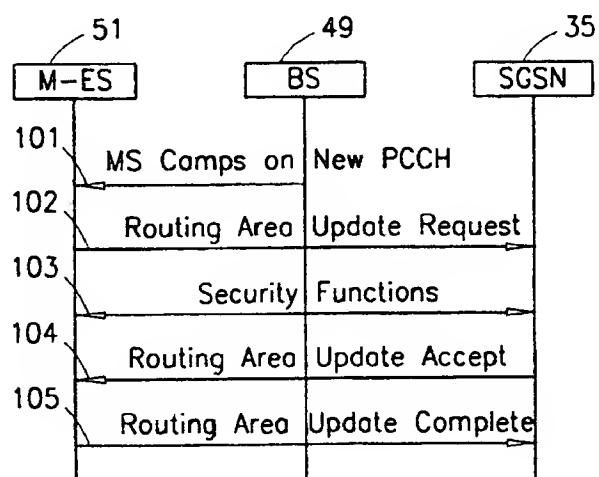 51 49 35
M-ES BS SGSN
101
MS Camps on New PCCH
102
Routing Area Update Request
103
Security Functions
104
Routing Area Update Accept
105
Routing Area Update Complete